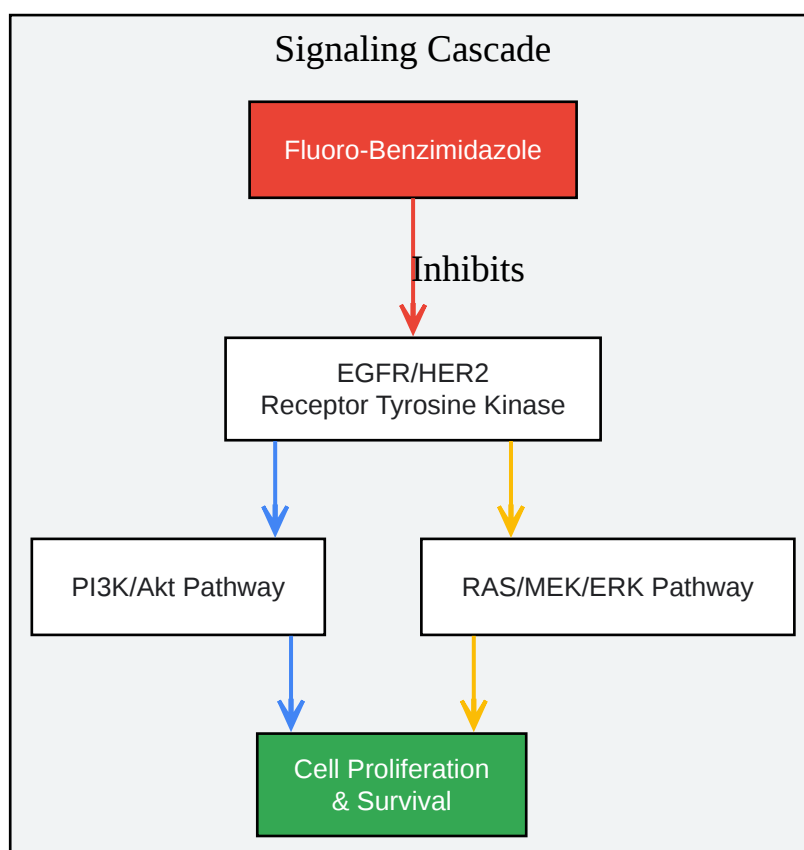 Signaling Cascade
Fluoro-Benzimidazole
Inhibits
EGFR/HER2
Receptor Tyrosine Kinase
PI3K/Akt Pathway
RAS/MEK/ERK Pathway
Cell Proliferation
& Survival